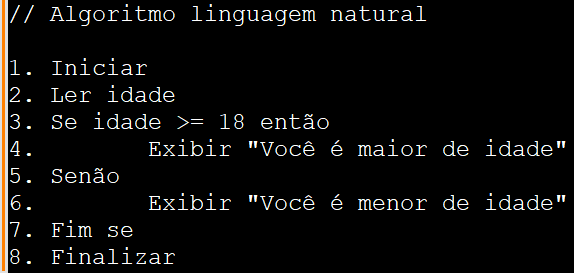 // Algoritmo linguagem natural
1. Iniciar
2. Ler idade
3. Se idade >= 18 então
4. Exibir "Você é maior de idade"
5. Senão
6. Exibir "Você é menor de idade"
7. Fim se
8. Finalizar